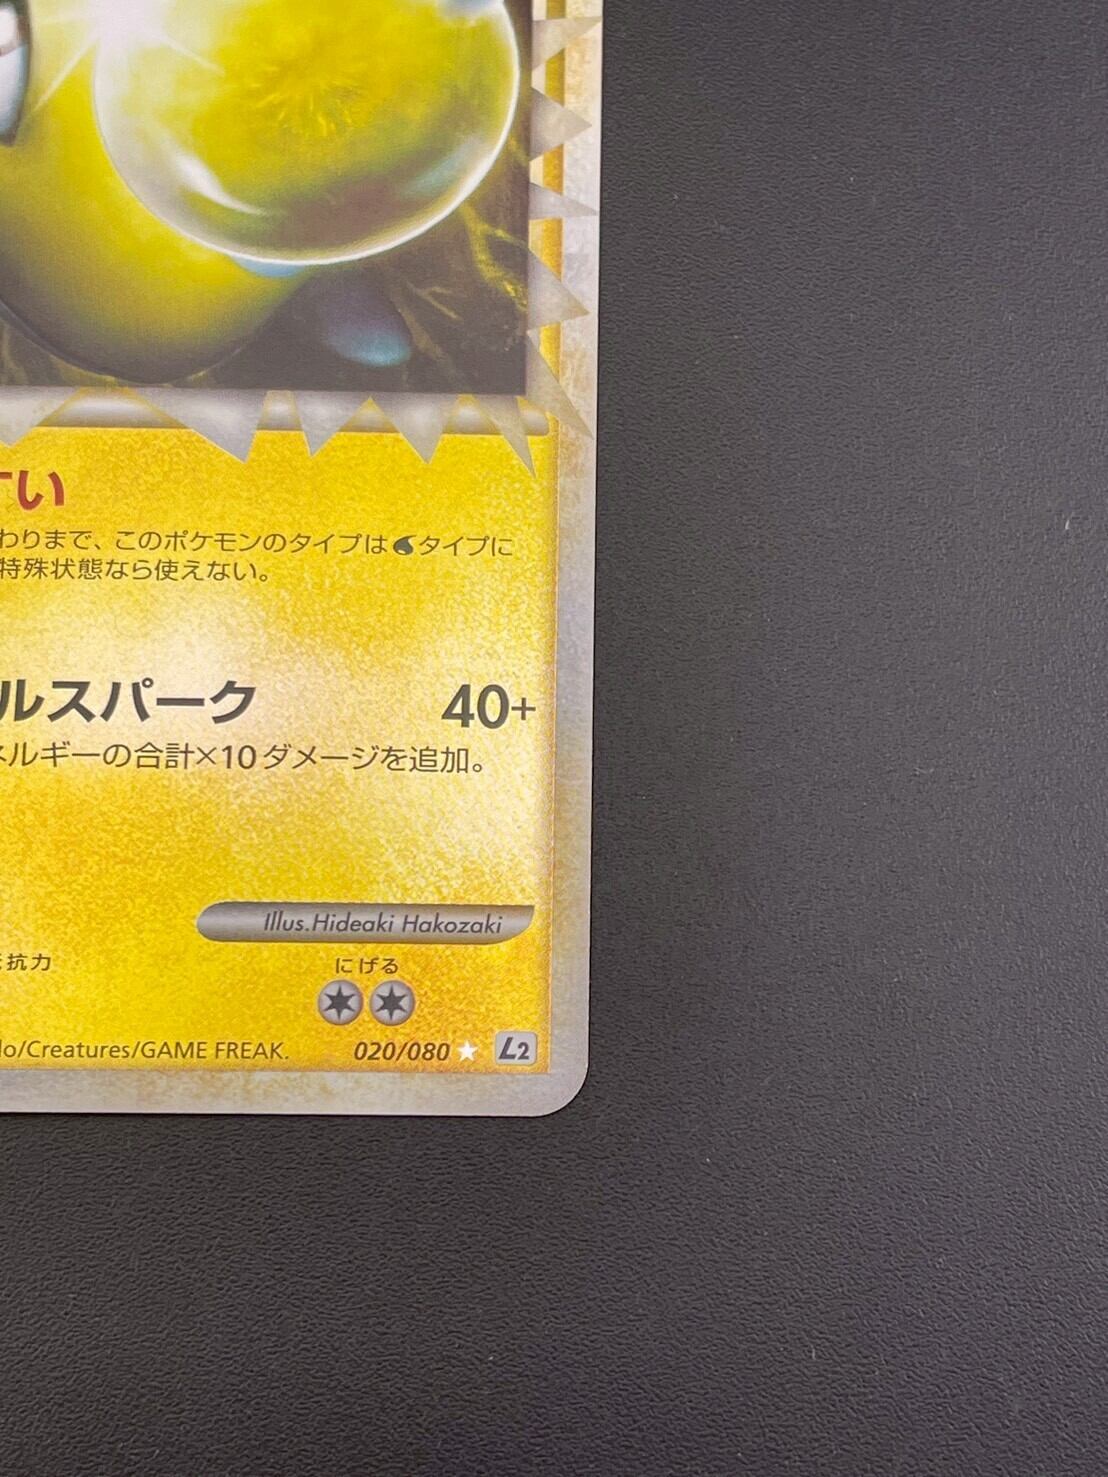 すい
わりまで、このポケモンのタイプはタイプに
特殊状態なら使えない。
ルスパーク 40+
ネルギーの合計×10ダメージを追加。
Illus.Hideaki Hakozaki
抵抗力 にげる
do/Creatures/GAME FREAK. 020/080 ★ L2